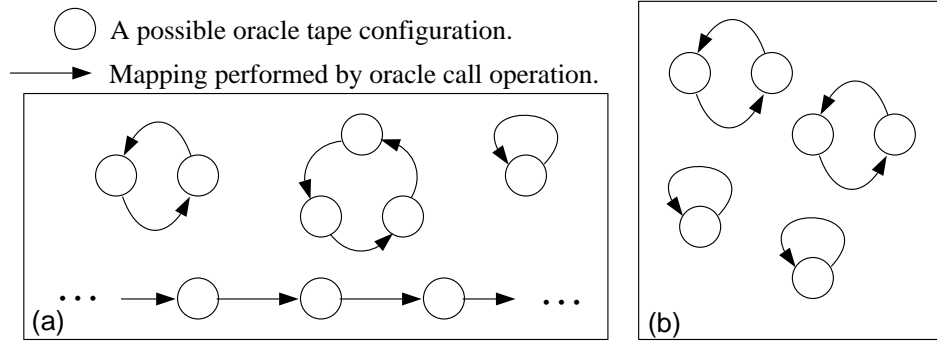 A possible oracle tape configuration.
Mapping performed by oracle call operation.
... ...
(a)
(b)